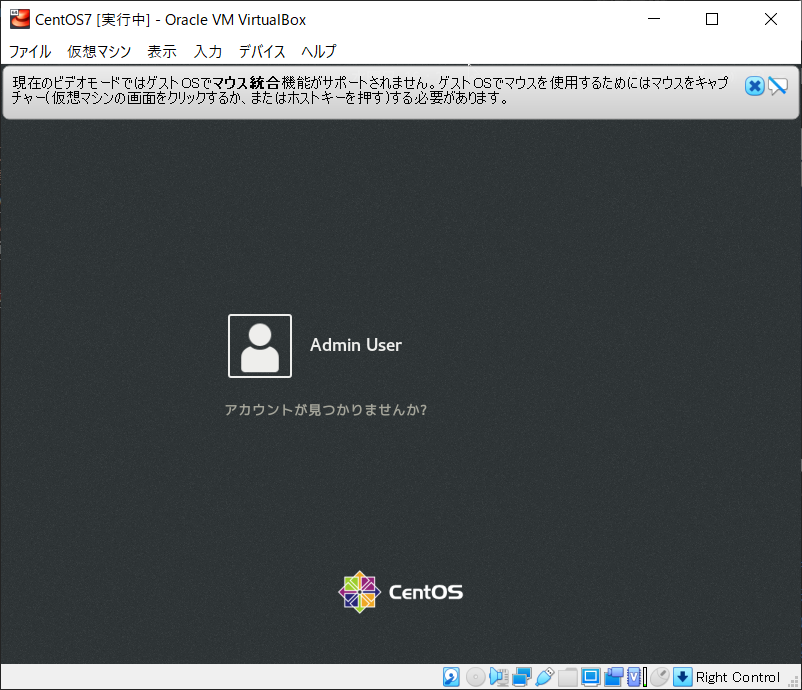 CentOS7 [実行中] - Oracle VM VirtualBox
ファイル 仮想マシン 表示 入力 デバイス ヘルプ
現在のビデオモードではゲストOSでマウス統合機能がサポートされません。ゲストOSでマウスを使用するためにはマウスをキャプ
チャー(仮想マシンの画面をクリックするか、またはホストキーを押す)する必要があります。
Admin User
アカウントが見つかりませんか?
CentOS
Right Control